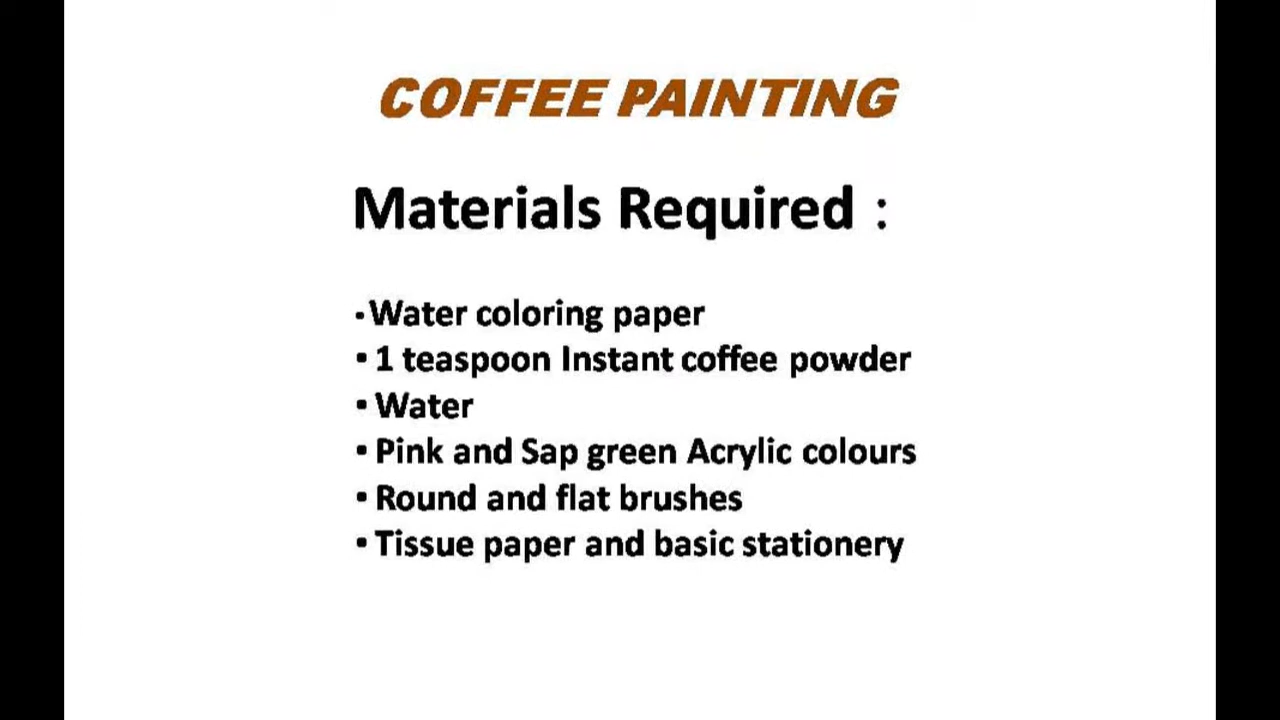 COFFEE PAINTING
Materials Required :
• Water coloring paper
• 1 teaspoon Instant coffee powder
• Water
• Pink and Sap green Acrylic colours
• Round and flat brushes
• Tissue paper and basic stationery